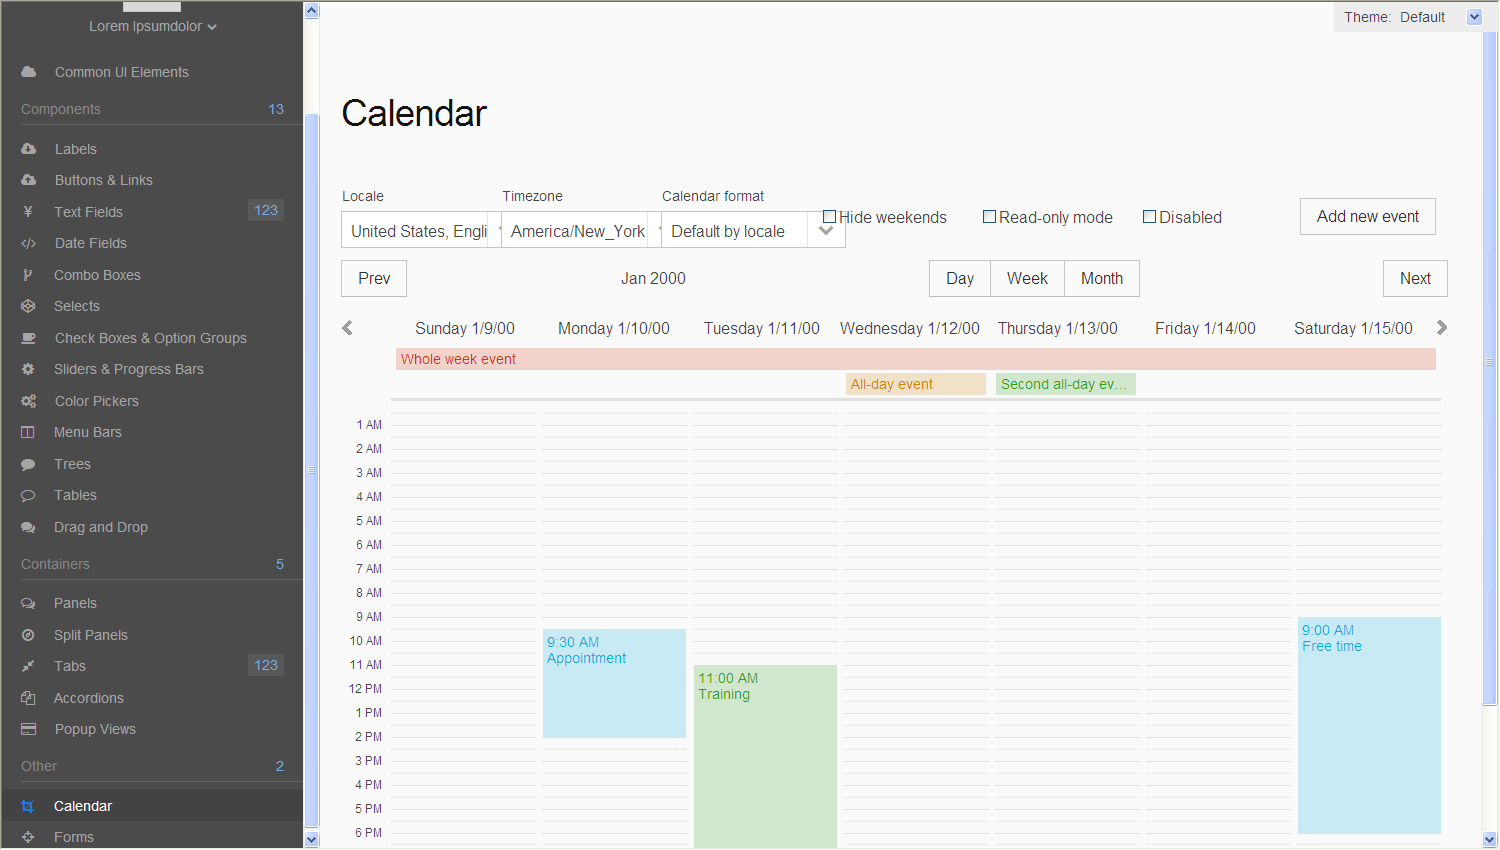 Lorem Ipsumdolor
Common UI Elements
Components 13
Labels
Buttons & Links
Text Fields 123
Date Fields
Combo Boxes
Selects
Check Boxes & Option Groups
Sliders & Progress Bars
Color Pickers
Menu Bars
Trees
Tables
Drag and Drop
Containers 5
Panels
Split Panels
Tabs 123
Accordions
Popup Views
Other 2
Calendar
Forms
Theme: Default
Calendar
Locale Timezone Calendar format
United States, Engli America/New_York Default by locale Hide weekends Read-only mode Disabled Add new event
Prev Jan 2000 Day Week Month Next
Sunday 1/9/00 Monday 1/10/00 Tuesday 1/11/00 Wednesday 1/12/00 Thursday 1/13/00 Friday 1/14/00 Saturday 1/15/00
Whole week event
All-day event Second all-day ev...
1 AM
2 AM
3 AM
4 AM
5 AM
6 AM
7 AM
8 AM
9 AM
10 AM
11 AM
12 PM
1 PM
2 PM
3 PM
4 PM
5 PM
6 PM
9:30 AM
Appointment
11:00 AM
Training
9:00 AM
Free time